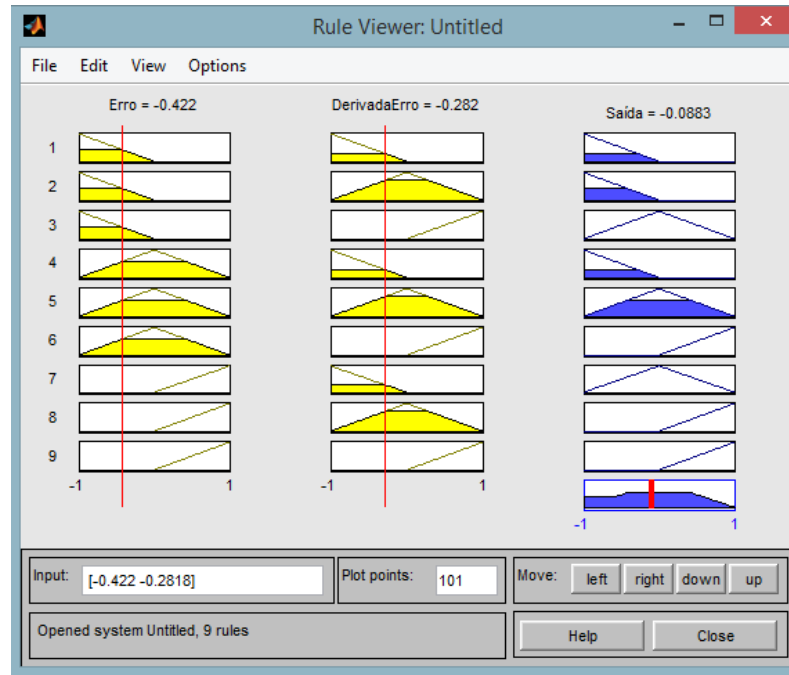 Rule Viewer: Untitled
File Edit View Options
Erro = -0.422 DerivadaErro = -0.282 Saída = -0.0883
1
2
3
4
5
6
7
8
9
-1 1 -1 1
-1 1
Input: [-0.422 -0.2818] Plot points: 101 Move: left right down up
Opened system Untitled, 9 rules Help Close